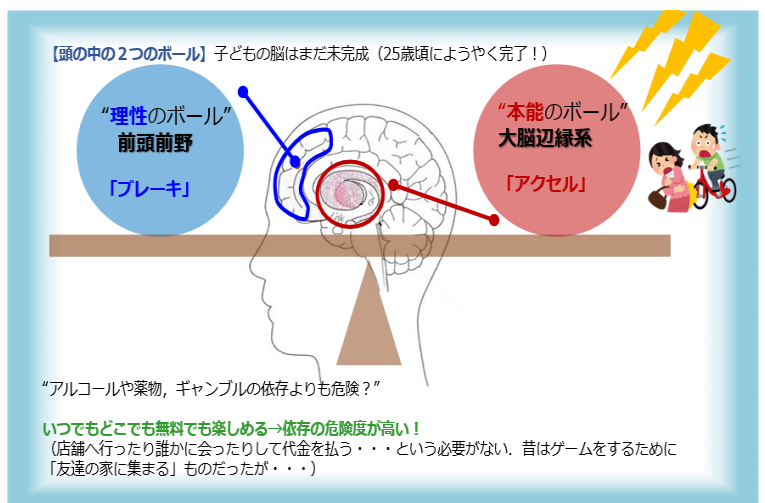 【頭の中の２つのボール】子どもの脳はまだ未完成（25歳頃にようやく完了！）
“理性のボール”
前頭前野
「ブレーキ」
“本能のボール”
大脳辺縁系
「アクセル」
“アルコールや薬物，ギャンブルの依存よりも危険？”
いつでもどこでも無料でも楽しめる→依存の危険度が高い！
（店舗へ行ったり誰かに会ったりして代金を払う・・・という必要がない．昔はゲームをするために
「友達の家に集まる」ものだったが・・・）